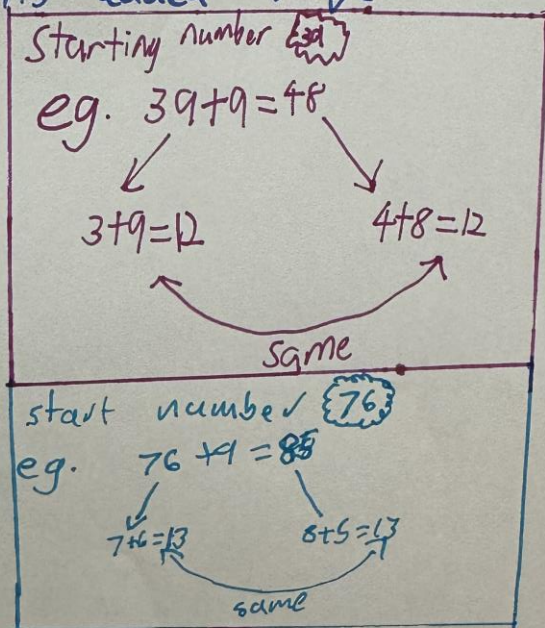 Starting number 39
eg. 39+9=48
3+9=12 4+8=12
same
start number 76
eg. 76+9=85
7+6=13 8+5=13
same